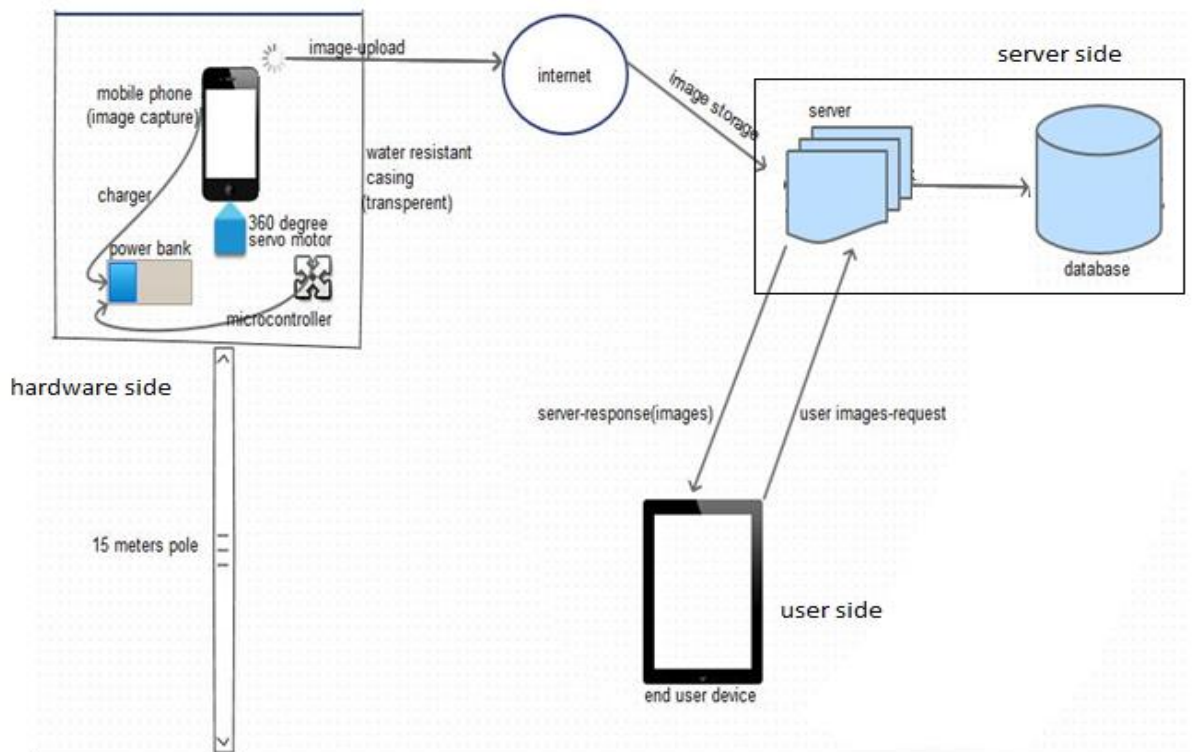 image-upload
internet
server side
mobile phone
(image capture)
image storage
server
water resistant
casing
(transperent)
charger
360 degree
servo motor
power bank
database
microcontroller
hardware side
server-response(images)
user images-request
15 meters pole
user side
end user device